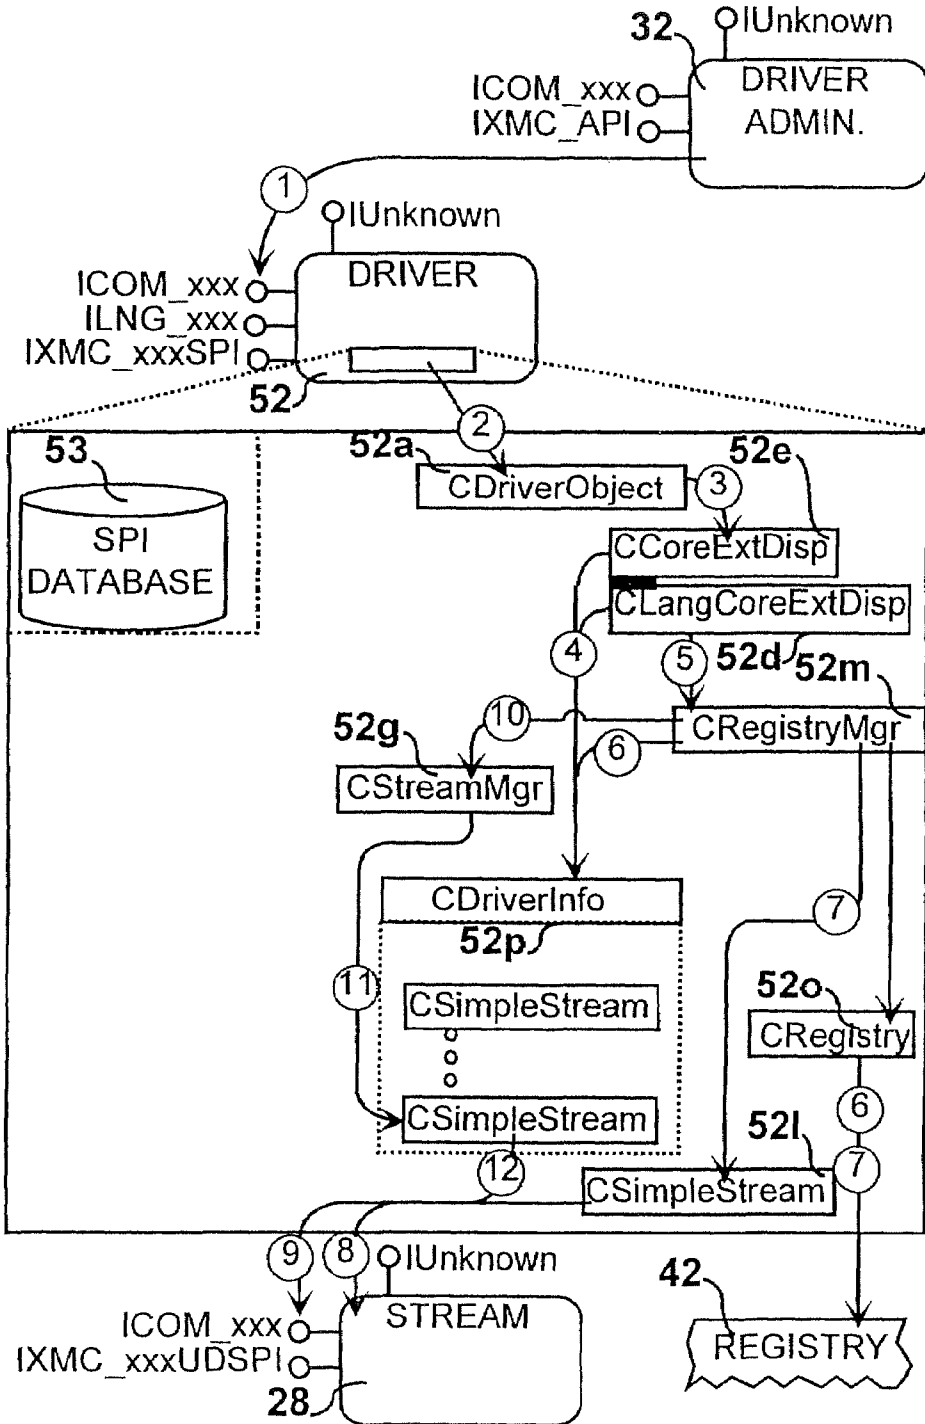 32
IUnknown
DRIVER
ADMIN.
ICOM_xxx
IXMC_API
1
IUnknown
DRIVER
ICOM_xxx
ILNG_xxx
IXMC_xxxSPI
52
2
53
52a
52e
CDriverObject
3
SPI
DATABASE
CCoreExtDisp
CLangCoreExtDisp
4
5
52d
52m
10
52g
CRegistryMgr
6
CStreamMgr
CDriverInfo
7
52p
11
52o
CSimpleStream
CRegistry
6
CSimpleStream
52l
12
7
CSimpleStream
9
8
IUnknown
42
ICOM_xxx
STREAM
IXMC_xxxUDSPI
REGISTRY
28